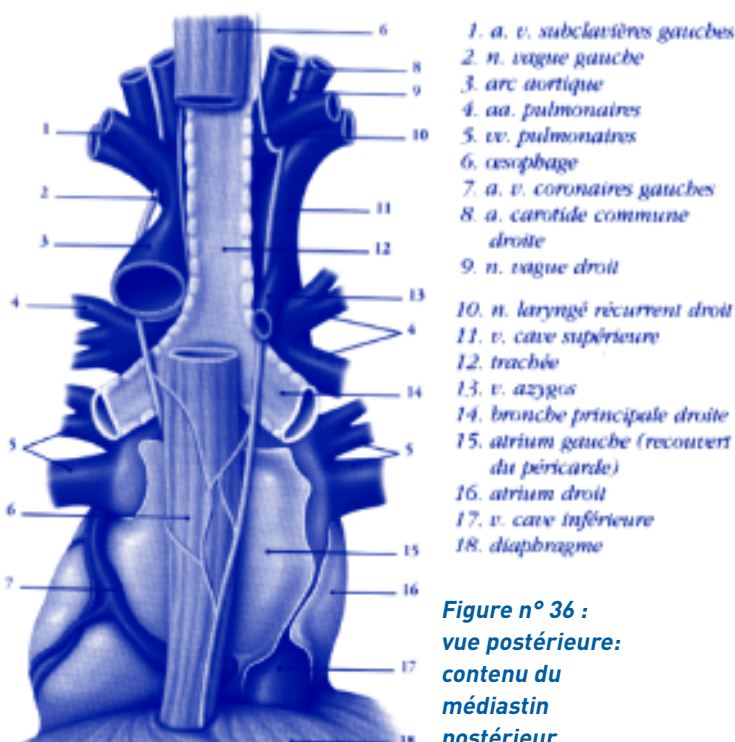 1. a. v. subclavières gauches
2. n. vague gauche
3. arc aortique
4. aa. pulmonaires
5. vv. pulmonaires
6. œsophage
7. a. v. coronaires gauches
8. a. carotide commune
droite
9. n. vague droit
10. n. laryngé récurrent droit
11. v. cave supérieure
12. trachée
13. v. azygos
14. bronche principale droite
15. atrium gauche (recouvert
du péricarde)
16. atrium droit
17. v. cave inférieure
18. diaphragme
Figure n° 36 :
vue postérieure:
contenu du
médiastin
postérieur
6
8
9
1
10
2
11
3
12
13
4
4
14
5
5
6
15
7
16
17
18